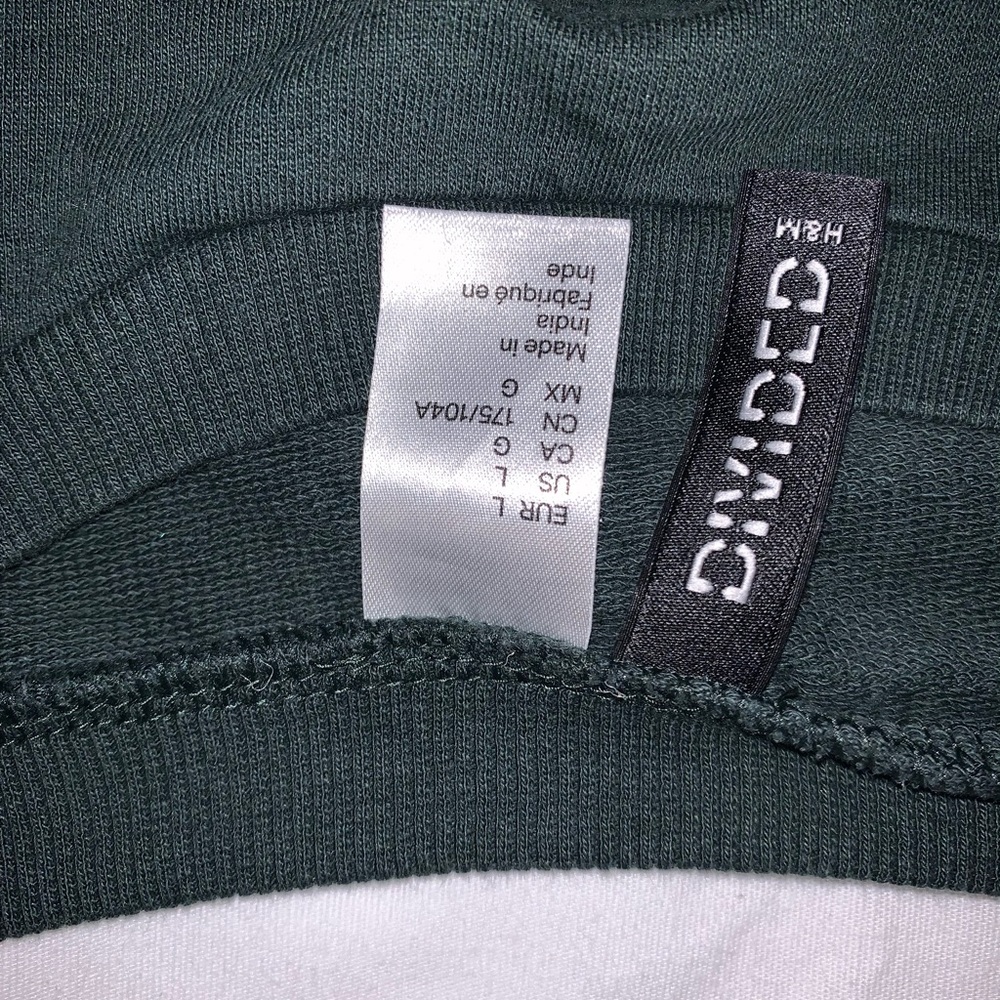 EUR L
US L
CA G
CN 175/104A
MX G
Made in
India
Fabriqué en
Inde
DIVIDED
H&M